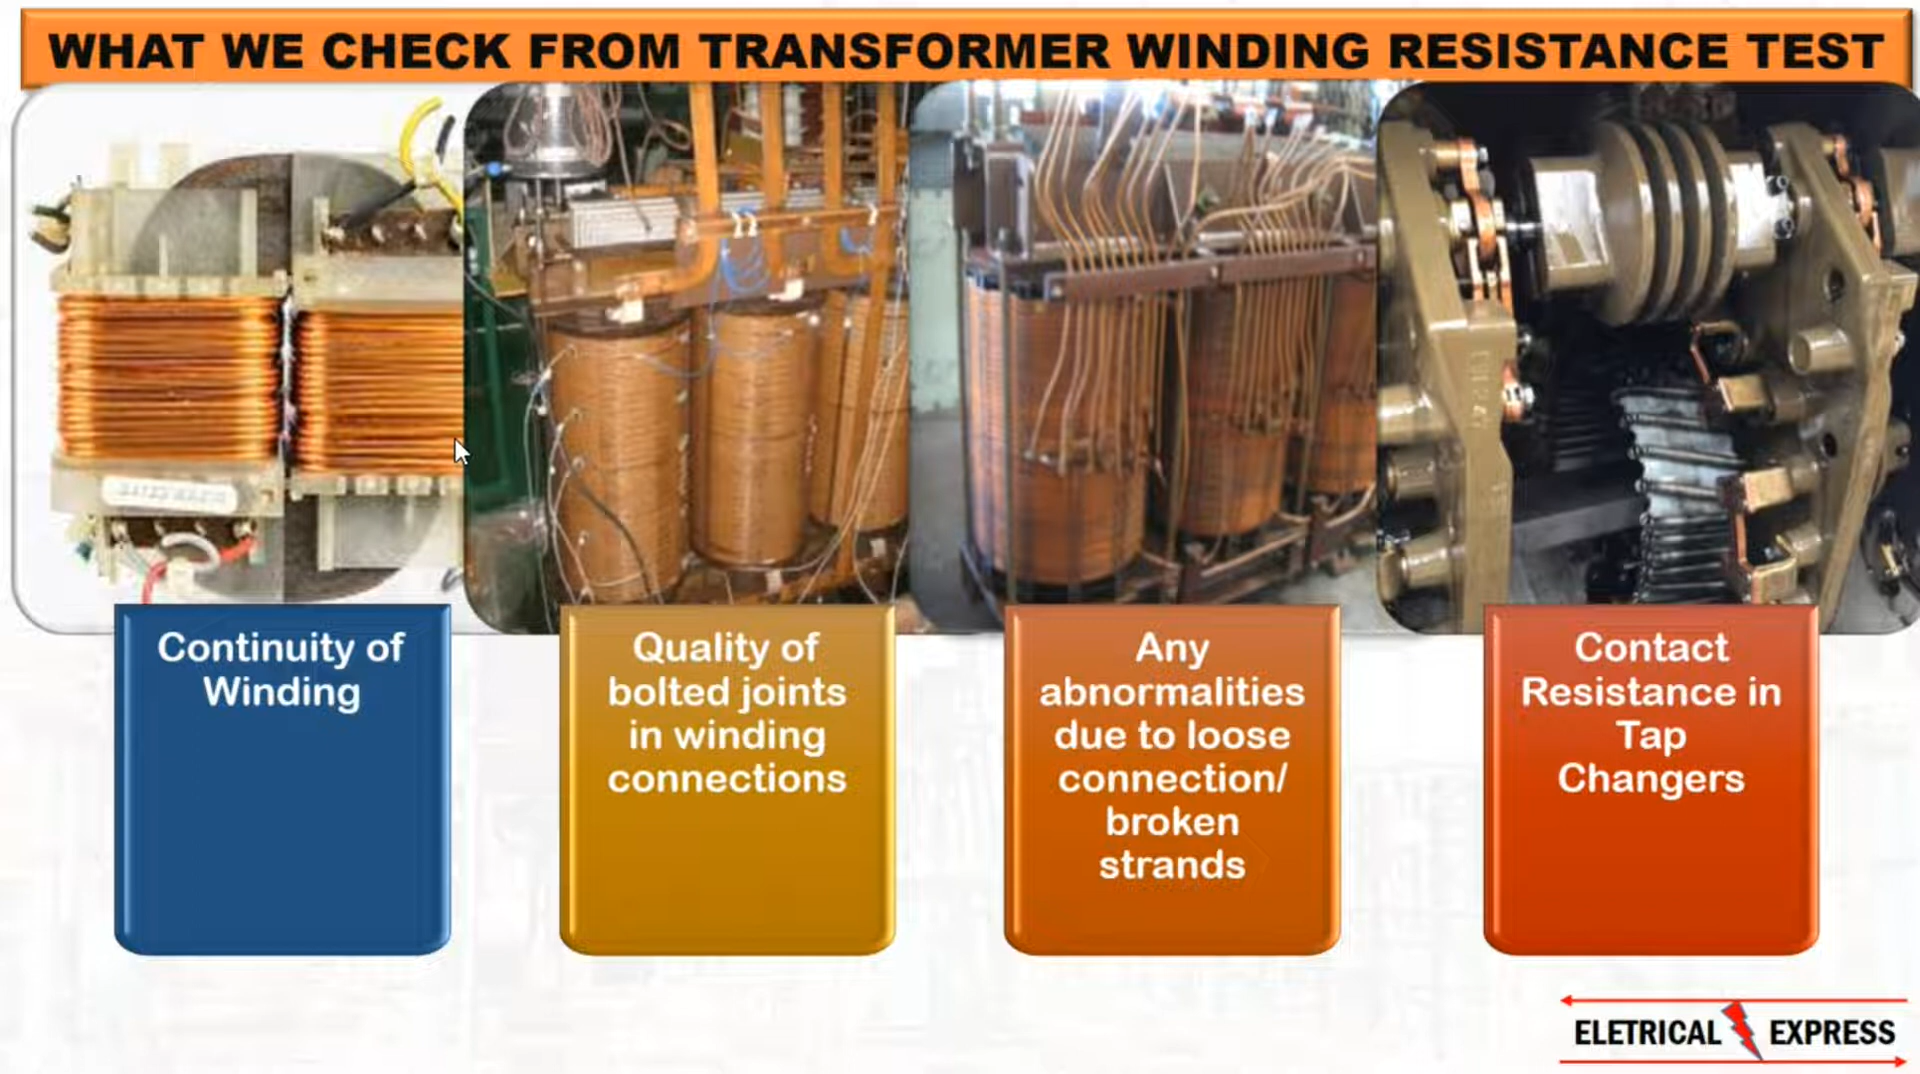 WHAT WE CHECK FROM TRANSFORMER WINDING RESISTANCE TEST
Continuity of
Winding
Quality of
bolted joints
in winding
connections
Any
abnormalities
due to loose
connection/
broken
strands
Contact
Resistance in
Tap
Changers
ELETRICAL EXPRESS